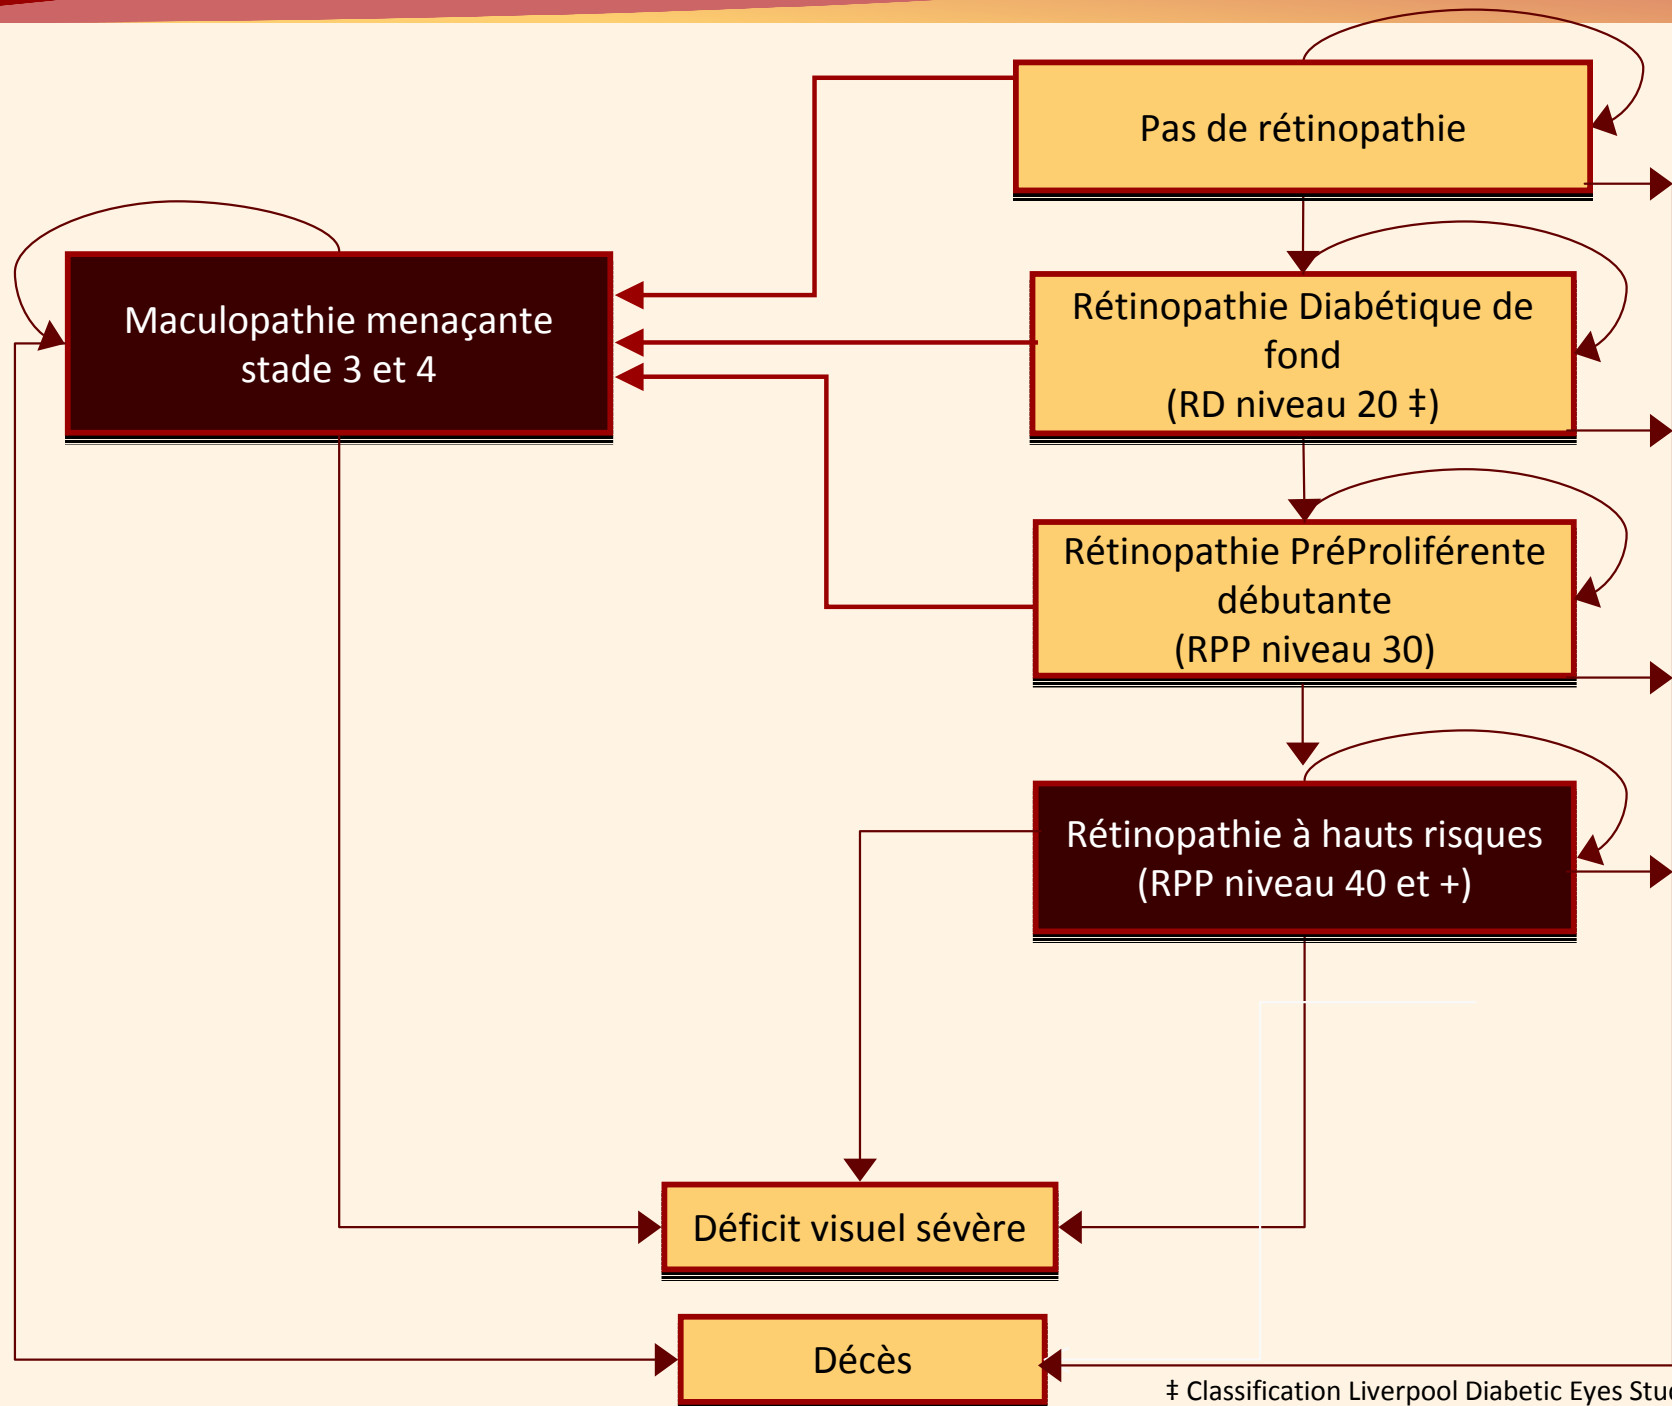 Pas de rétinopathie
Maculopathie menaçante
stade 3 et 4
Rétinopathie Diabétique de
fond
(RD niveau 20 ‡)
Rétinopathie PréProliférente
débutante
(RPP niveau 30)
Rétinopathie à hauts risques
(RPP niveau 40 et +)
Déficit visuel sévère
Décès
‡ Classification Liverpool Diabetic Eyes